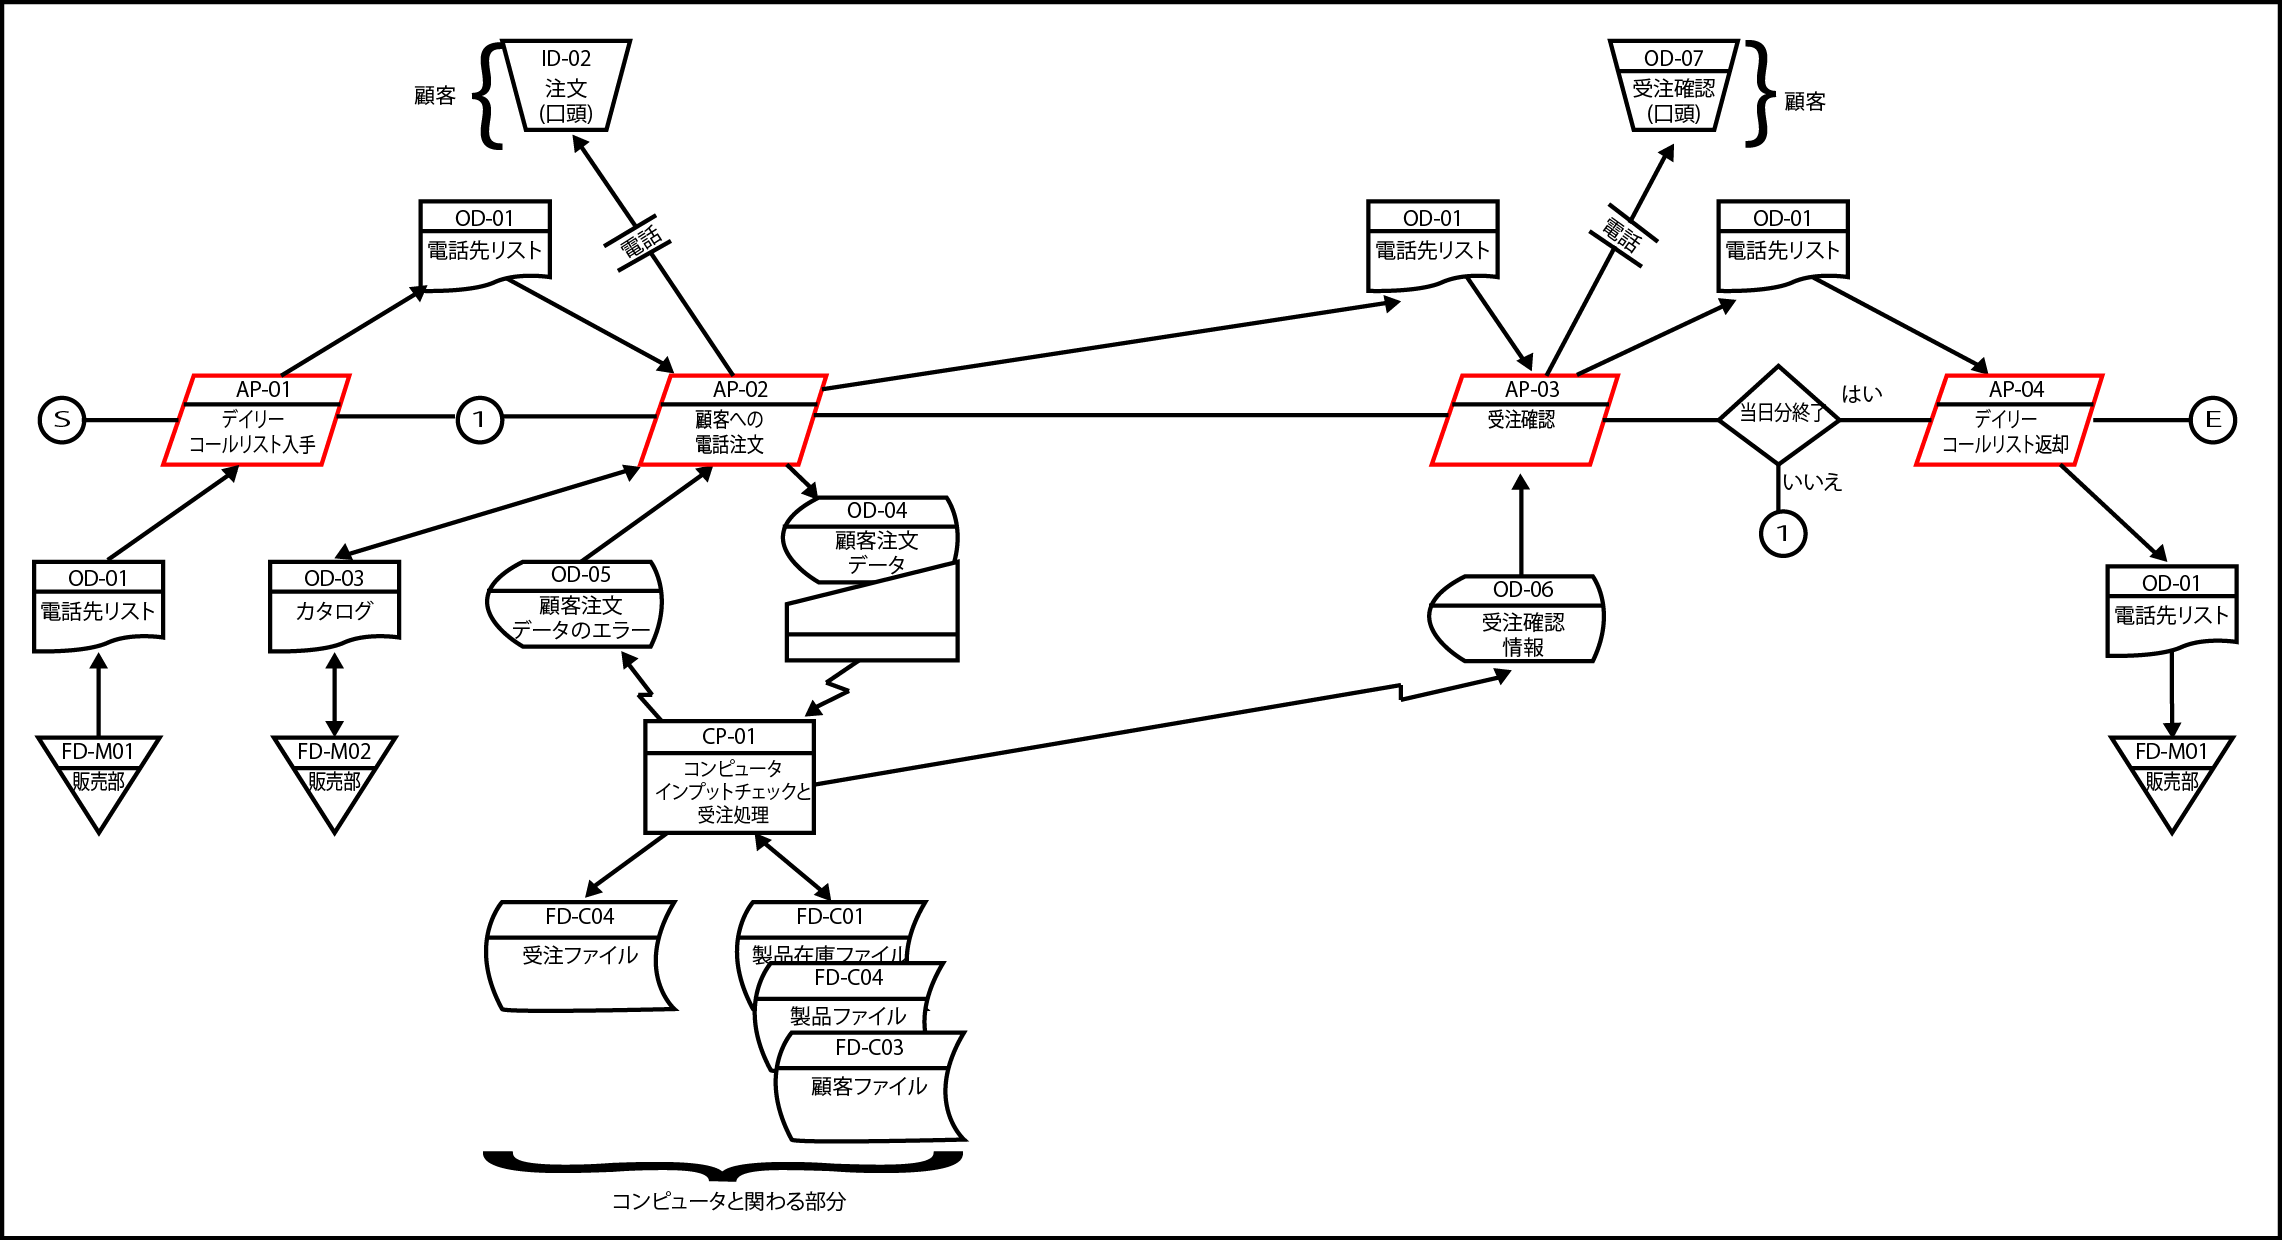 ID-02
注文
(口頭)
顧客
OD-07
受注確認
(口頭)
顧客
OD-01
電話先リスト
電話
OD-01
電話先リスト
電話
OD-01
電話先リスト
S
AP-01
デイリー
コールリスト入手
1
AP-02
顧客への
電話注文
AP-03
受注確認
当日分終了
はい
いいえ
1
AP-04
デイリー
コールリスト返却
E
OD-01
電話先リスト
OD-03
カタログ
OD-05
顧客注文
データのエラー
OD-04
顧客注文
データ
OD-06
受注確認
情報
OD-01
電話先リスト
FD-M01
販売部
FD-M02
販売部
CP-01
コンピュータ
インプットチェックと
受注処理
FD-M01
販売部
FD-C04
受注ファイル
FD-C01
製品在庫ファイル
FD-C04
製品ファイル
FD-C03
顧客ファイル
コンピュータと関わる部分